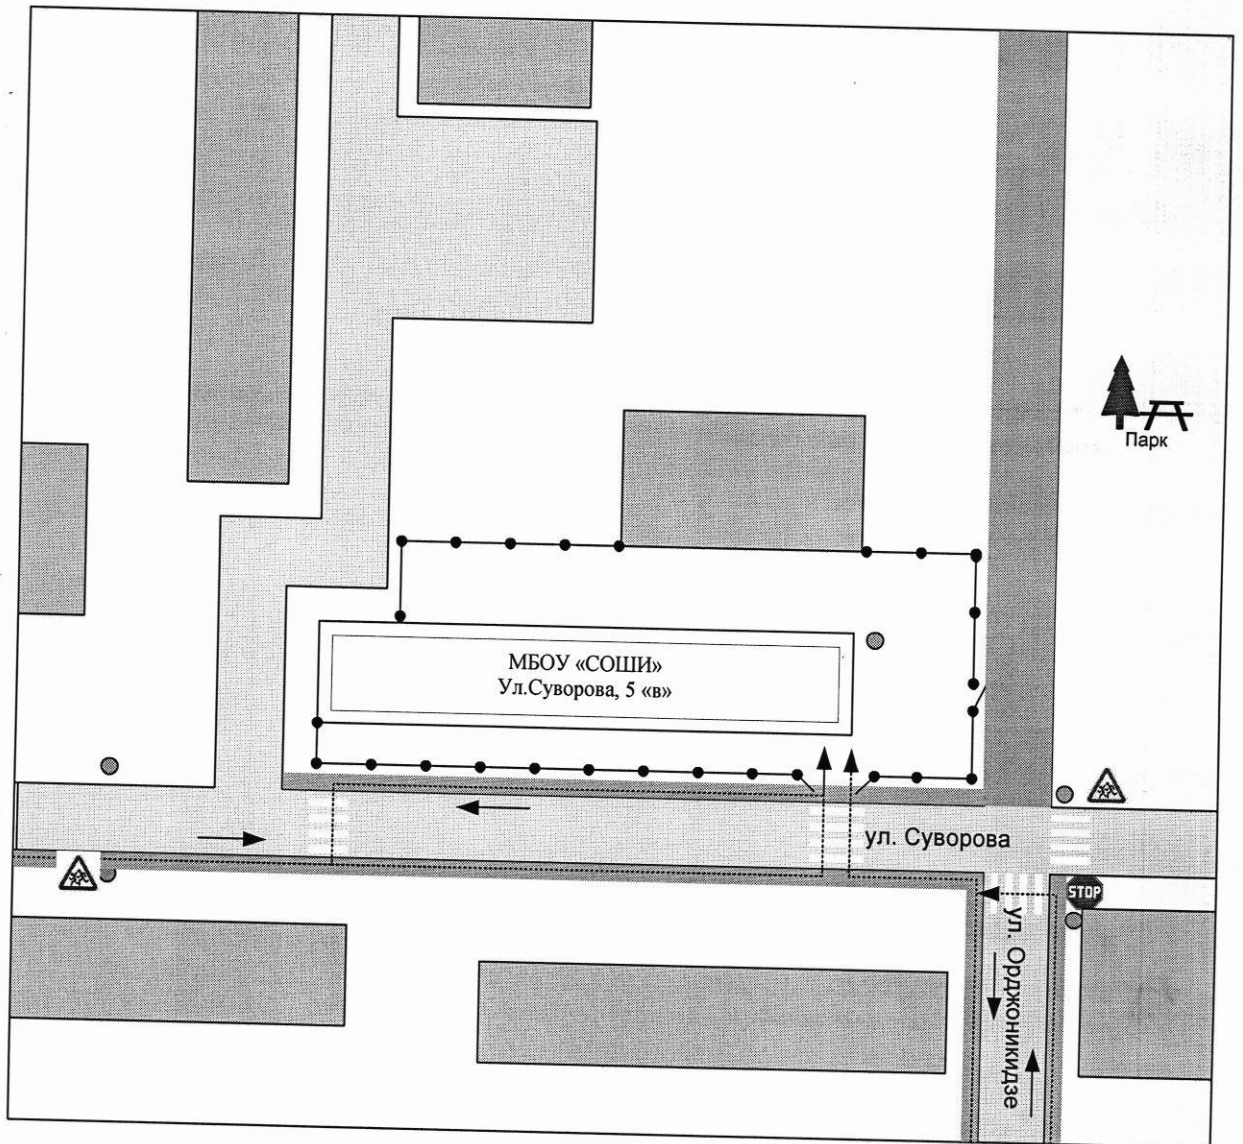 Парк
МБОУ «СОШИ»
Ул.Суворова, 5 «в»
ул. Суворова
STOP
ул. Орджоникидзе